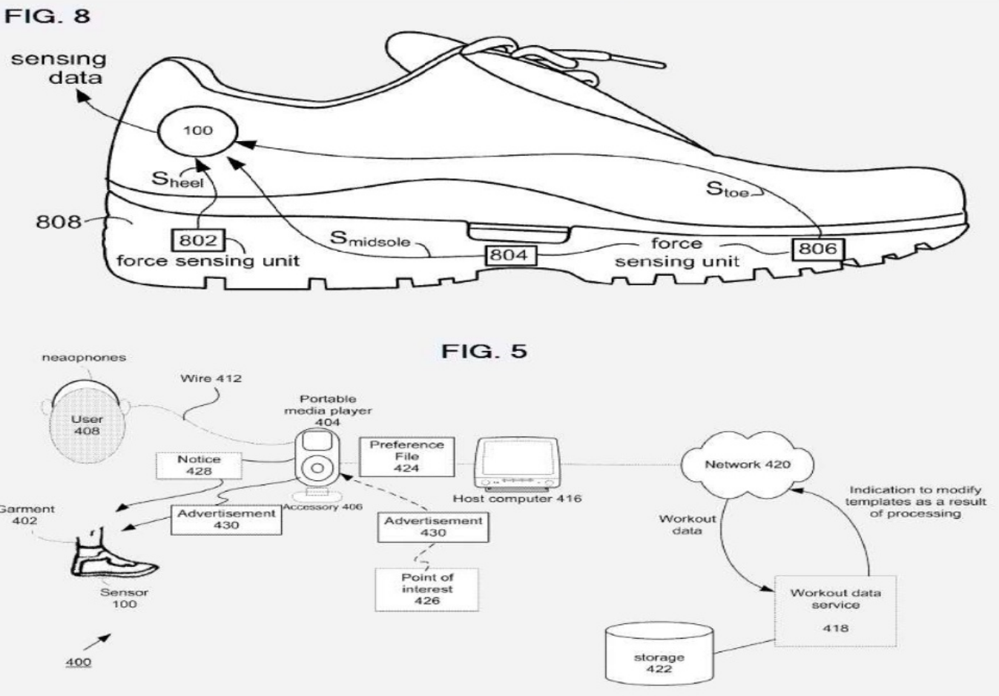 FIG. 8
sensing
data
100
Sheel
Stoe
808
802
Smidsole
804
force
sensing unit
806
force sensing unit
FIG. 5
headphones
Wire 412
Portable
media player
404
User
408
Preference
File
424
Notice
428
Network 420
Host computer 416
Accessory 406
Garment
402
Advertisement
430
Advertisement
430
Indication to modify
templates as a result
of processing
Workout
data
Point of
interest
426
Sensor
100
Workout data
service
418
storage
422
400